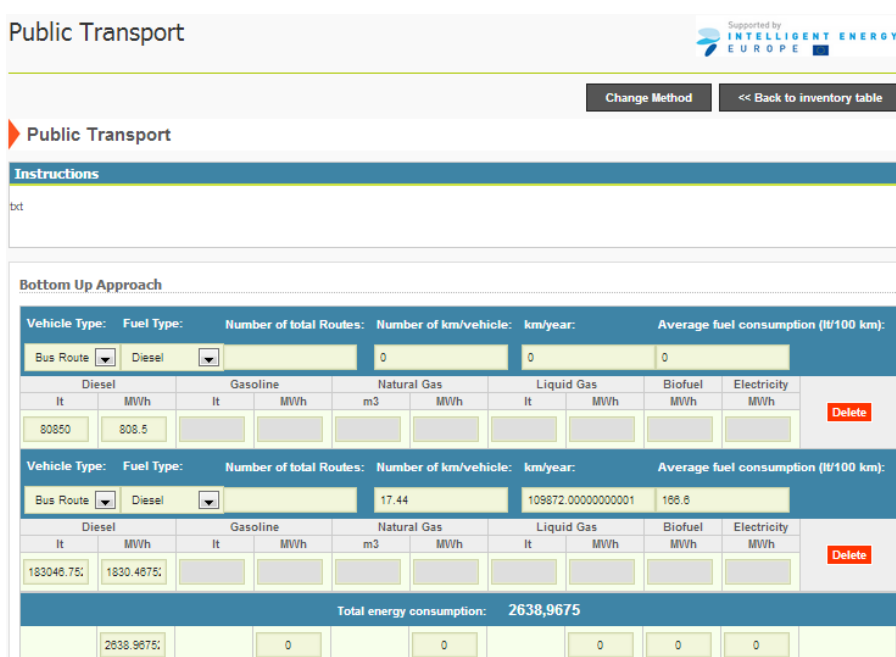 Public Transport
Supported by
INTELLIGENT ENERGY
EUROPE
Change Method << Back to inventory table
Public Transport
Instructions
txt
Bottom Up Approach
Vehicle Type: Fuel Type: Number of total Routes: Number of km/vehicle: km/year: Average fuel consumption (lt/100 km):
Bus Route Diesel 0 0 0
Diesel Gasoline Natural Gas Liquid Gas Biofuel Electricity
lt MWh lt MWh m3 MWh lt MWh MWh MWh
Delete
80850 808.5
Vehicle Type: Fuel Type: Number of total Routes: Number of km/vehicle: km/year: Average fuel consumption (lt/100 km):
Bus Route Diesel 17.44 109872.00000000001 166.6
Diesel Gasoline Natural Gas Liquid Gas Biofuel Electricity
lt MWh lt MWh m3 MWh lt MWh MWh MWh
Delete
183046.75 1830.4675
Total energy consumption: 2638,9675
2638.9675 0 0 0 0 0